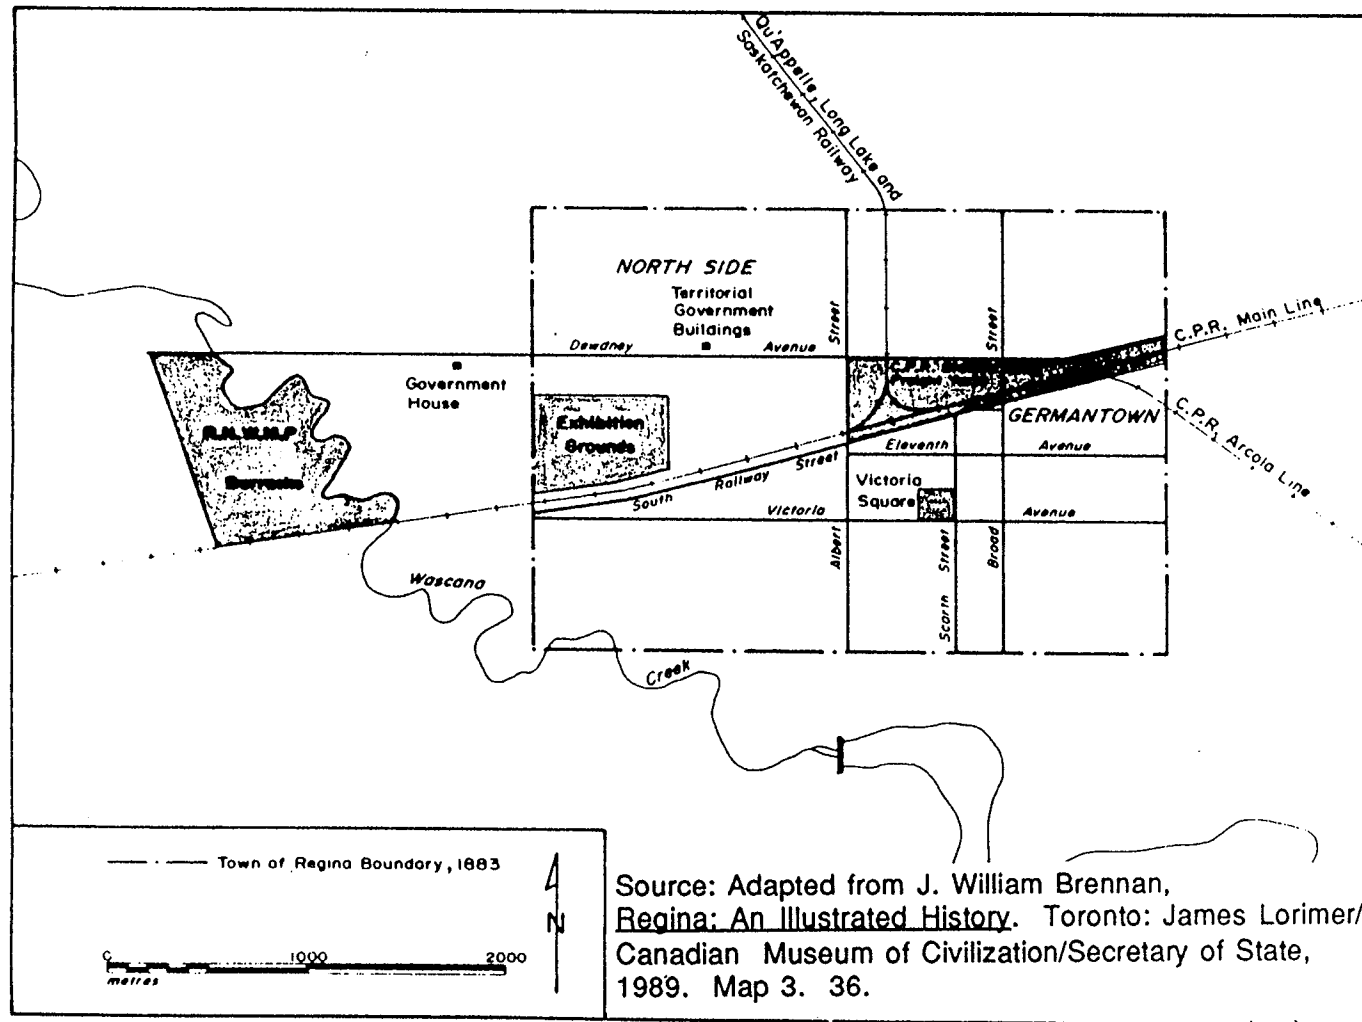 Qu'Appelle, Long Lake and
Saskatchewan Railway
NORTH SIDE
Territorial
Government
Buildings
Street
Street
C.P.R. Main Line
Dewdney Avenue
Government
House
C.P.R.
R.N.W.M.P
Barracks
Exhibition
Grounds
GERMANTOWN
C.P.R. Arcola Line
Eleventh Avenue
South Railway Street
Victoria
Square
Victoria Avenue
Albert
Scarth Street
Broad
Wascana
Creek
Town of Regina Boundary, 1883
N
0 1000 2000
metres
Source: Adapted from J. William Brennan,
Regina: An Illustrated History. Toronto: James Lorimer/
Canadian Museum of Civilization/Secretary of State,
1989. Map 3. 36.